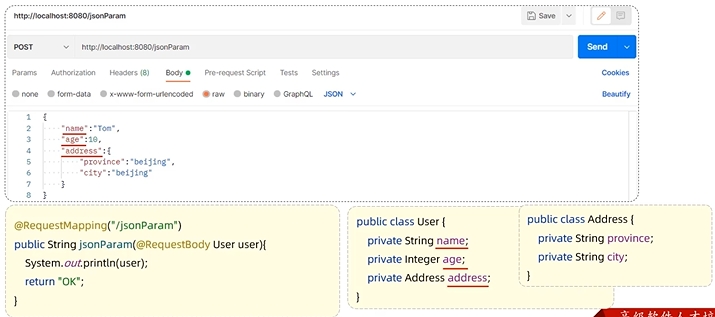 http://localhost:8080/jsonParam
Save
POST
http://localhost:8080/jsonParam
Send
Params Authorization Headers (8) Body Pre-request Script Tests Settings Cookies
none form-data x-www-form-urlencoded raw binary GraphQL JSON Beautify
1 {
2 "name":"Tom",
3 "age":10,
4 "address":{
5 "province":"beijing",
6 "city":"beijing"
7 }
8 }
@RequestMapping("/jsonParam")
public String jsonParam(@RequestBody User user){
System.out.println(user);
return "OK";
}
public class User {
private String name;
private Integer age;
private Address address;
}
public class Address {
private String province;
private String city;
}